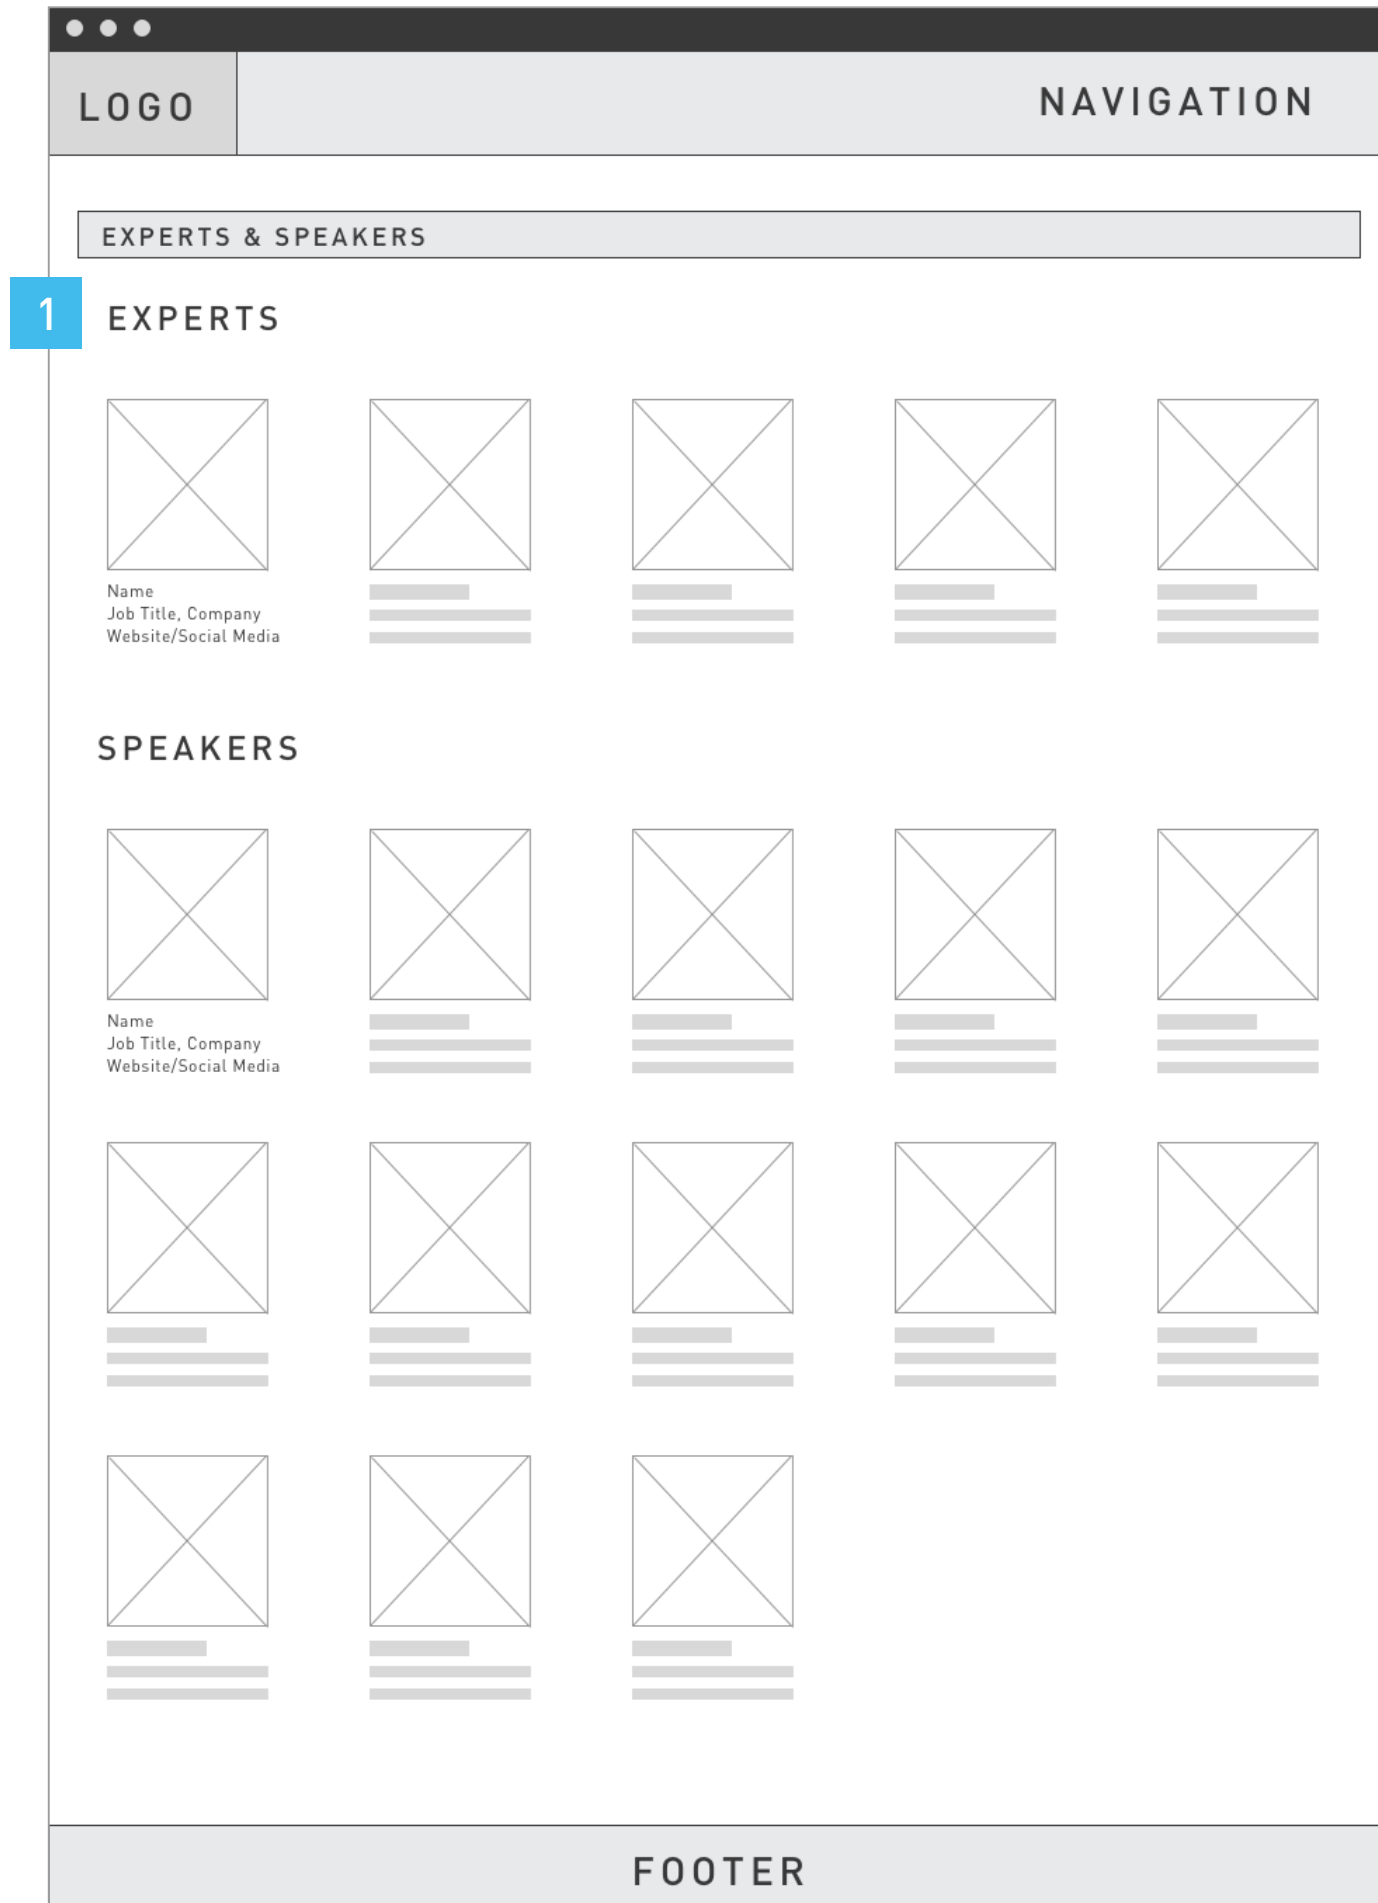 LOGO
NAVIGATION
EXPERTS & SPEAKERS
1
EXPERTS
Name
Job Title, Company
Website/Social Media
SPEAKERS
Name
Job Title, Company
Website/Social Media
FOOTER